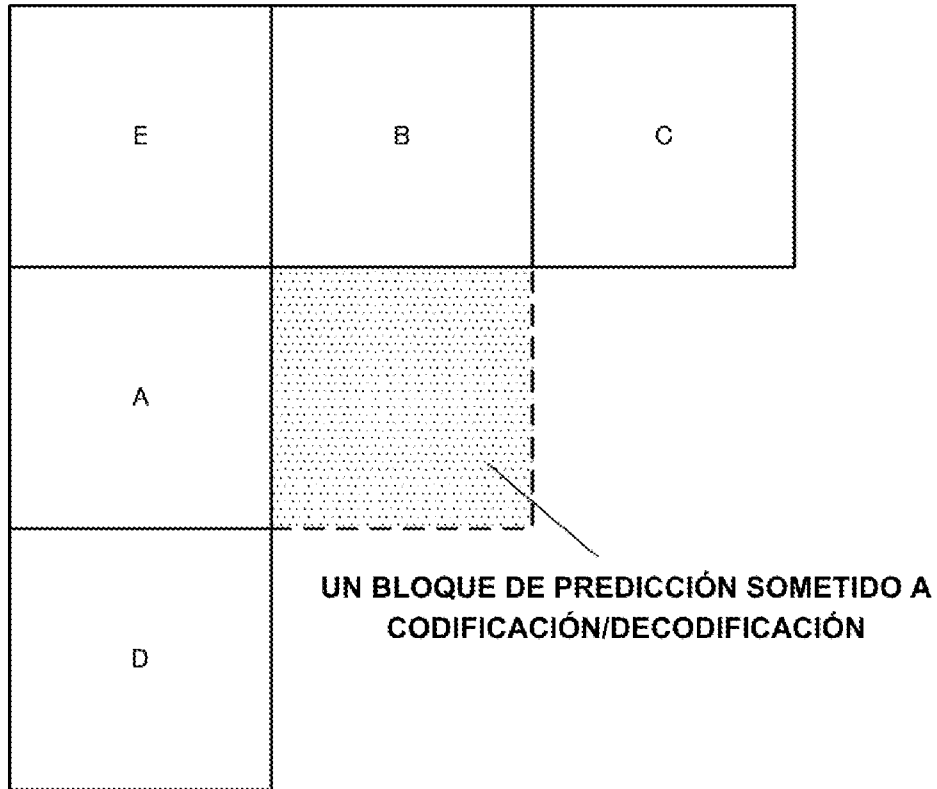 E B C
A
UN BLOQUE DE PREDICCIÓN SOMETIDO A
CODIFICACIÓN/DECODIFICACIÓN
D